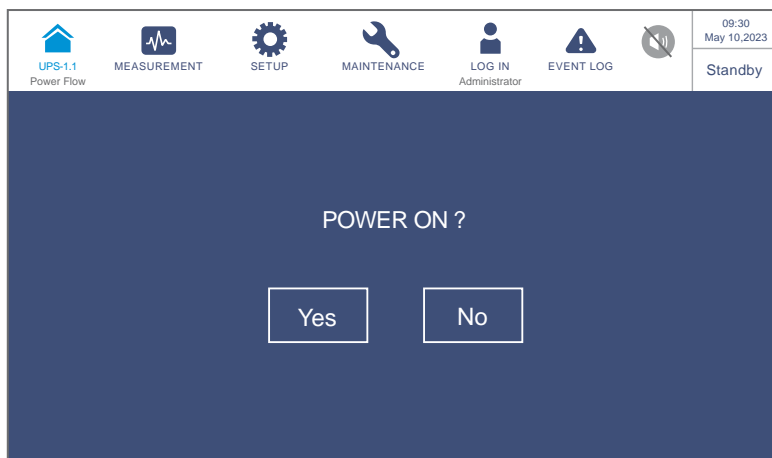 UPS-1.1
Power Flow
MEASUREMENT
SETUP
MAINTENANCE
LOG IN
Administrator
EVENT LOG
09:30
May 10,2023
Standby
POWER ON ?
Yes
No